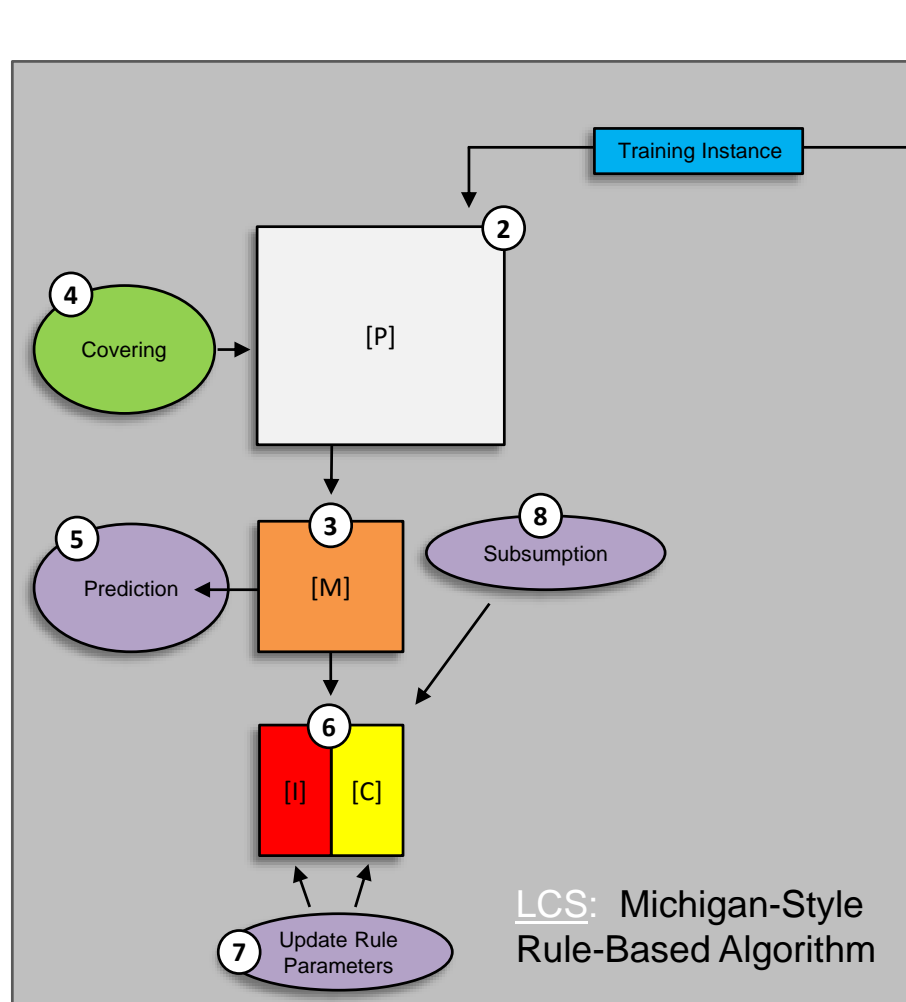 Training Instance
2
4
Covering
[P]
3
8
5
Subsumption
Prediction
[M]
6
[I]
[C]
LCS: Michigan-Style
Rule-Based Algorithm
7
Update Rule
Parameters